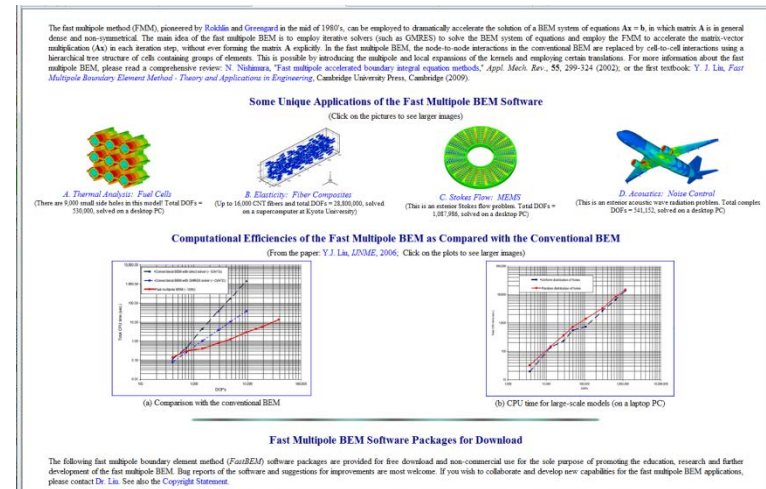 The fast multipole method (FMM), pioneered by Rokhlin and Greengard in the mid of 1980's, can be employed to dramatically accelerate the solution of a BEM system of equations Ax = b, in which matrix A is in general
dense and non-symmetrical. The main idea of the fast multipole BEM is to employ iterative solvers (such as GMRES) to solve the BEM system of equations and employ the FMM to accelerate the matrix-vector
multiplication (Ax) in each iteration step, without ever forming the matrix A explicitly. In the fast multipole BEM, the node-to-node interactions in the conventional BEM are replaced by cell-to-cell interactions using a
hierarchical tree structure of cells containing groups of elements. This is possible by introducing the multipole and local expansions of the kernels and employing certain translations. For more information about the fast
multipole BEM, please read a comprehensive review: N. Nishimura, "Fast multipole accelerated boundary integral equation methods," Appl. Mech. Rev., 55, 299-324 (2002); or the first textbook: Y. J. Liu, Fast
Multipole Boundary Element Method - Theory and Applications in Engineering, Cambridge University Press, Cambridge (2009).
Some Unique Applications of the Fast Multipole BEM Software
(Click on the pictures to see larger images)
A. Thermal Analysis: Fuel Cells
(There are 9,000 small side holes in this model! Total DOFs =
530,000, solved on a desktop PC)
B. Elasticity: Fiber Composites
(Up to 16,000 CNT fibers and total DOFs = 28,800,000, solved
on a supercomputer at Kyoto University)
C. Stokes Flow: MEMS
(This is an exterior Stokes flow problem. Total DOFs =
1,087,986, solved on a desktop PC)
D. Acoustics: Noise Control
(This is an exterior acoustic wave radiation problem. Total complex
DOFs = 541,152, solved on a desktop PC)
Computational Efficiencies of the Fast Multipole BEM as Compared with the Conventional BEM
(From the paper: Y.J. Liu, IJNME, 2006; Click on the plots to see larger images)
Total CPU time (sec.)
DOFs
(a) Comparison with the conventional BEM
(b) CPU time for large-scale models (on a laptop PC)
Fast Multipole BEM Software Packages for Download
The following fast multipole boundary element method (FastBEM) software packages are provided for free download and non-commercial use for the sole purpose of promoting the education, research and further
development of the fast multipole BEM. Bug reports of the software and suggestions for improvements are most welcome. If you wish to collaborate and develop new capabilities for the fast multipole BEM applications,
please contact Dr. Liu. See also the Copyright Statement.